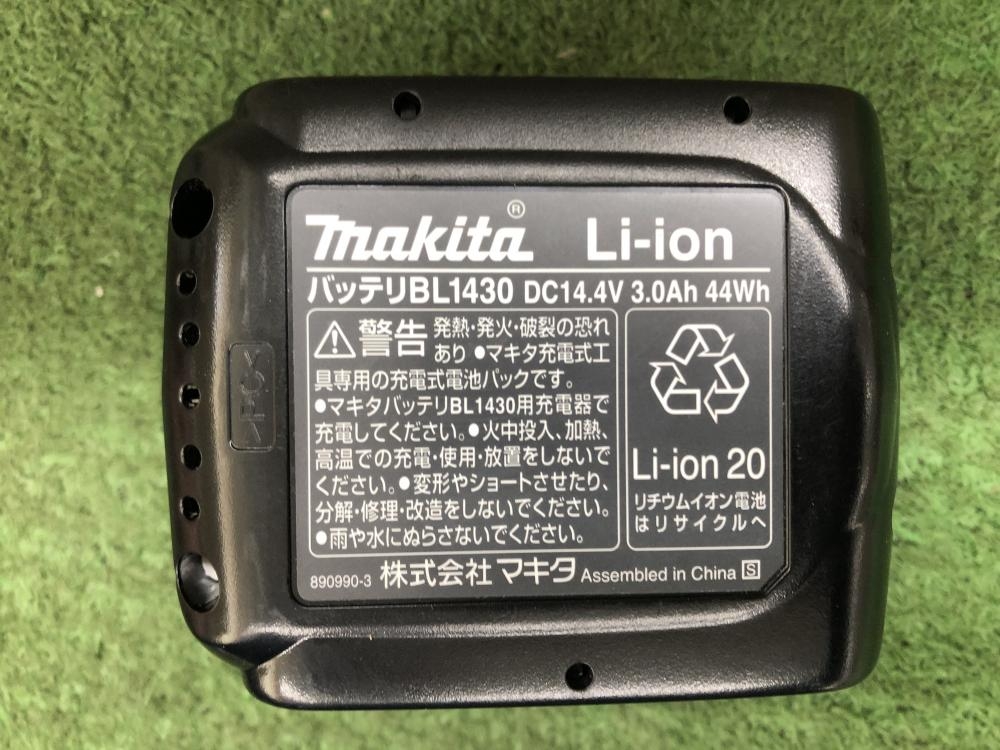 makita® Li-ion
バッテリBL1430 DC14.4V 3.0Ah 44Wh
警告 発熱・発火・破裂の恐れ
あり ●マキタ充電式工
具専用の充電式電池パックです。
●マキタバッテリBL1430用充電器で
充電してください。●火中投入、加熱、
高温での充電・使用・放置をしないで
ください。●変形やショートさせたり、
分解・修理・改造をしないでください。
●雨や水にぬらさないでください。
Li-ion 20
リチウムイオン電池
はリサイクルへ
890990-3 株式会社 マキタ Assembled in China S
>PC<